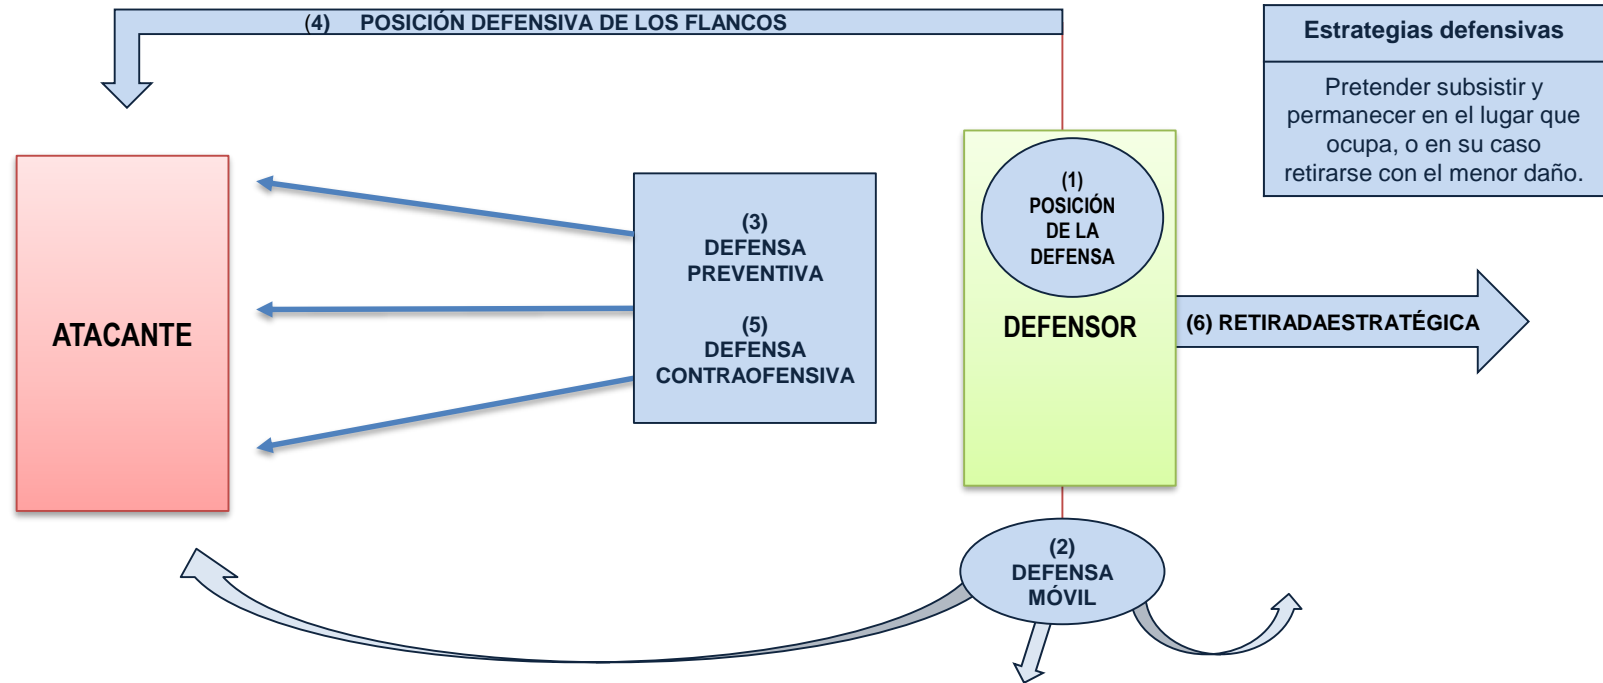 (4) POSICIÓN DEFENSIVA DE LOS FLANCOS
Estrategias defensivas
Pretender subsistir y
permanecer en el lugar que
ocupa, o en su caso
retirarse con el menor daño.
ATACANTE
(3)
DEFENSA
PREVENTIVA
(5)
DEFENSA
CONTRAOFENSIVA
(1)
POSICIÓN
DE LA
DEFENSA
DEFENSOR
(6) RETIRADAESTRATÉGICA
(2)
DEFENSA
MÓVIL